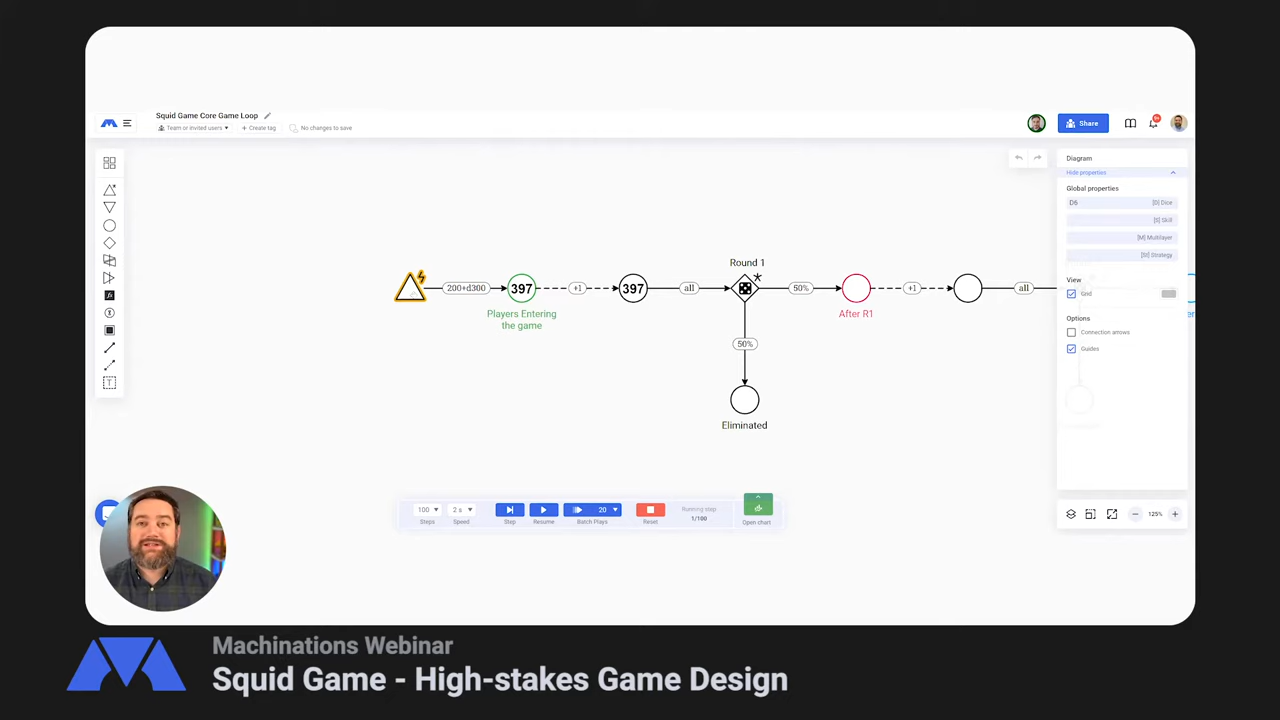 Squid Game Core Game Loop
Team or invited users
Create tag
No changes to save
Share
9+
Diagram
Hide properties
Global properties
D6
[D] Dice
[S] Skill
[M] Multilayer
[St] Strategy
View
Grid
Options
Connection arrows
Guides
Round 1
*
200+d300
397
+1
397
all
50%
+1
all
Players Entering
the game
After R1
50%
Eliminated
100
2 s
20
Steps
Speed
Step
Resume
Batch Plays
Reset
Running step
1/100
Open chart
125%
Machinations Webinar
Squid Game - High-stakes Game Design